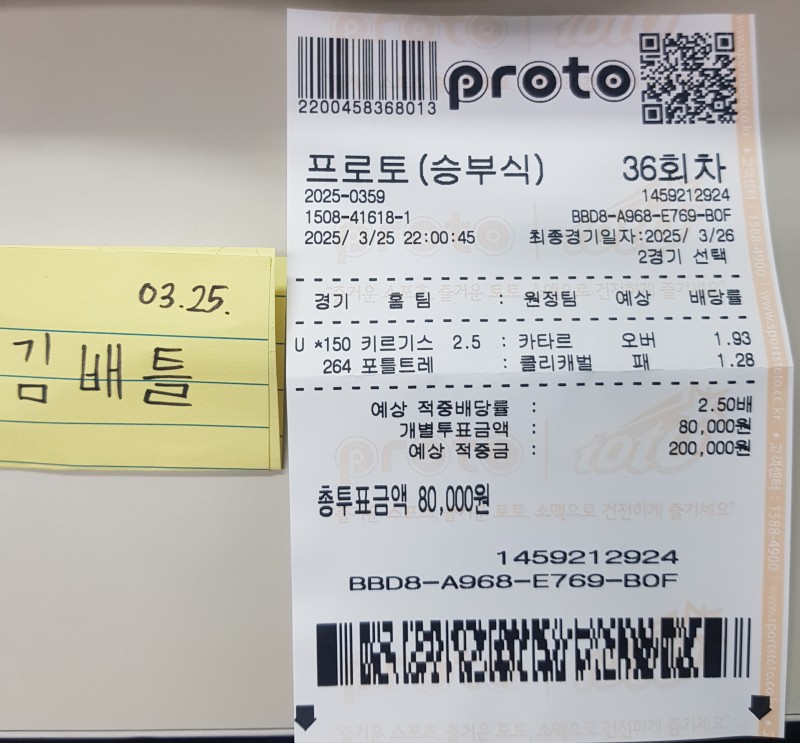 03.25.
김배틀
proto
2200458368013
프로토(승부식) 36회차
2025-0359 1459212924
1508-41618-1 BBD8-A968-E769-B0F
2025/ 3/25 22:00:45 최종경기일자:2025/ 3/26
2경기 선택
경기 홈팀 : 원정팀 예상 배당률
U *150 키르기스 2.5 : 카타르 오버 1.93
264 포틀트레 : 클리캐벌 패 1.28
예상 적중배당률 : 2.50배
개별투표금액 : 80,000원
예상 적중금 : 200,000원
총투표금액 80,000원
1459212924
BBD8-A968-E769-B0F